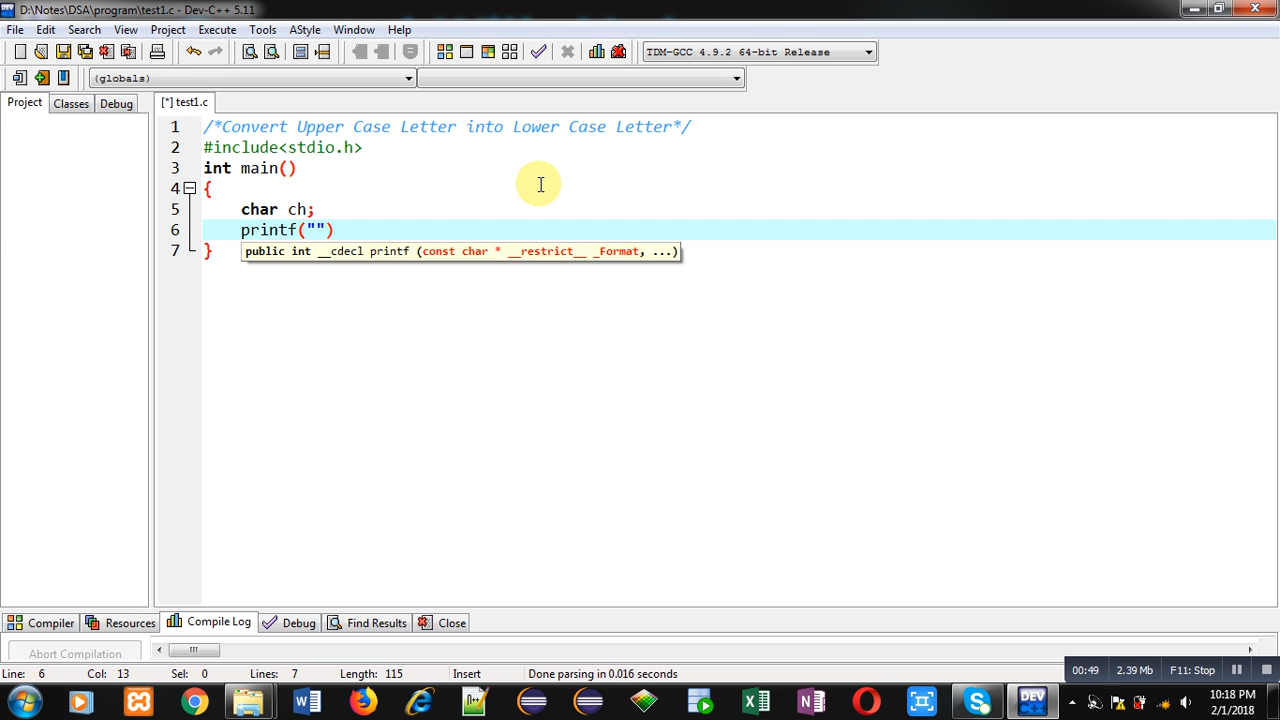 D:\Notes\DSA\program\test1.c - Dev-C++ 5.11
File Edit Search View Project Execute Tools AStyle Window Help
TDM-GCC 4.9.2 64-bit Release
(globals)
Project Classes Debug [*] test1.c
1 /*Convert Upper Case Letter into Lower Case Letter*/
2 #include<stdio.h>
3 int main()
4 {
5 char ch;
6 printf("")
7 }
public int __cdecl printf (const char * __restrict__ _Format, ...)
Compiler Resources Compile Log Debug Find Results Close
Abort Compilation
Line: 6 Col: 13 Sel: 0 Lines: 7 Length: 115 Insert Done parsing in 0.016 seconds
00:49 2.39 Mb F11: Stop
10:18 PM
2/1/2018